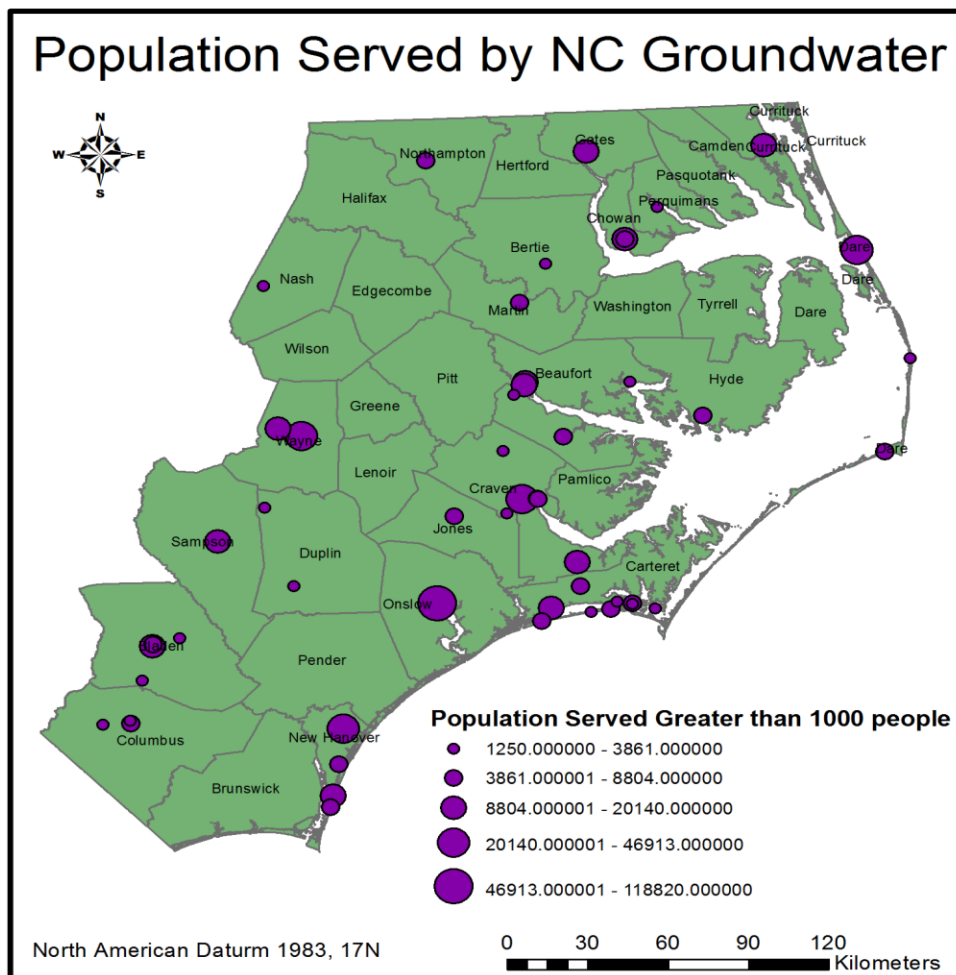 Population Served by NC Groundwater
N
W E
S
Currituck
Currituck
Camden
Currituck
Gates
Northampton
Hertford
Pasquotank
Halifax
Perquimans
Chowan
Bertie
Dare
Nash
Edgecombe
Dare
Martin
Washington
Tyrrell
Dare
Wilson
Pitt
Beaufort
Hyde
Greene
Wayne
Dare
Lenoir
Craven
Pamlico
Jones
Sampson
Duplin
Carteret
Onslow
Bladen
Pender
New Hanover
Columbus
Brunswick
Population Served Greater than 1000 people
1250.000000 - 3861.000000
3861.000001 - 8804.000000
8804.000001 - 20140.000000
20140.000001 - 46913.000000
46913.000001 - 118820.000000
North American Daturm 1983, 17N
0 30 60 90 120
Kilometers